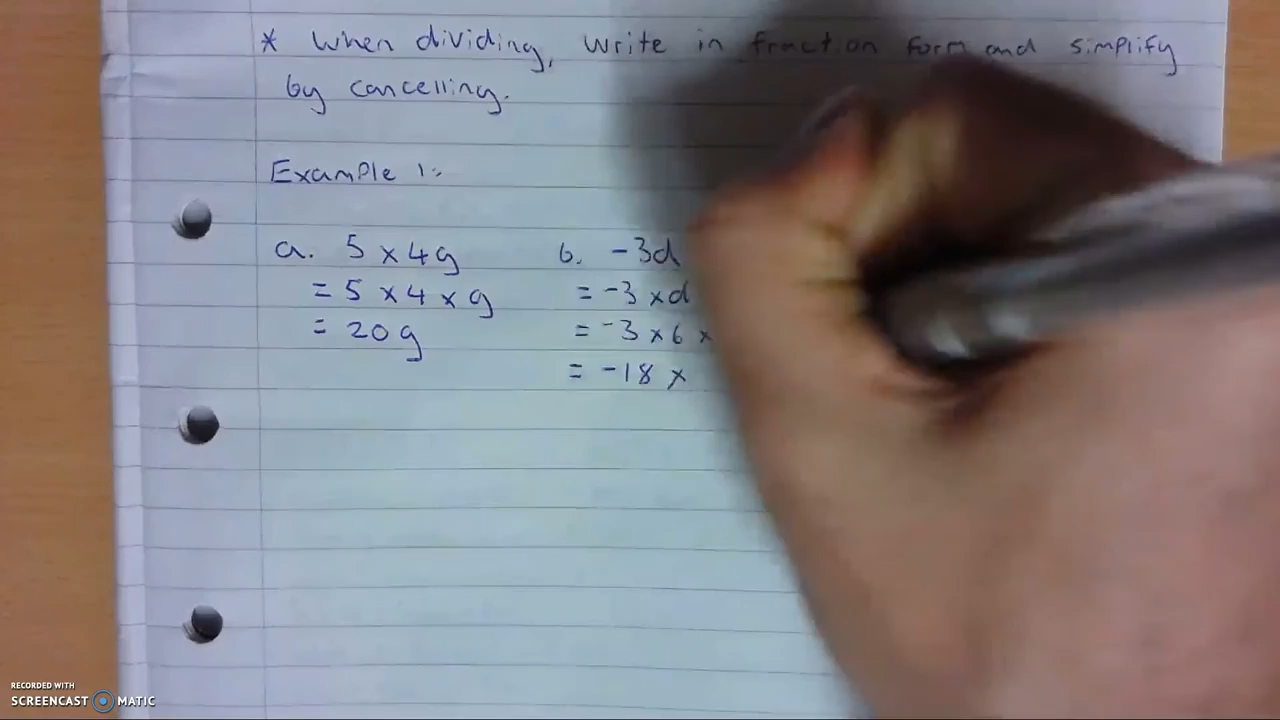 * When dividing, write in fraction form and simplify
by cancelling.
Example 1:
a. 5 × 4g
= 5 × 4 × g
= 20g
b. -3d
= -3 × d
= -3 × 6 ×
= -18 ×
RECORDED WITH
SCREENCAST MATIC